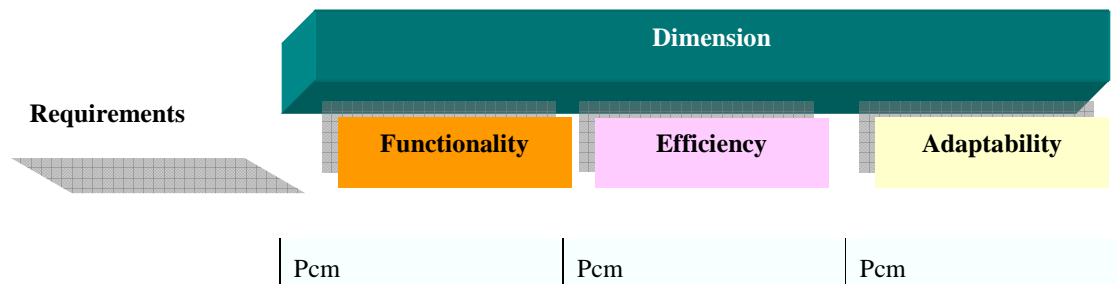 Dimension
Requirements
Functionality Efficiency Adaptability
Pcm Pcm Pcm